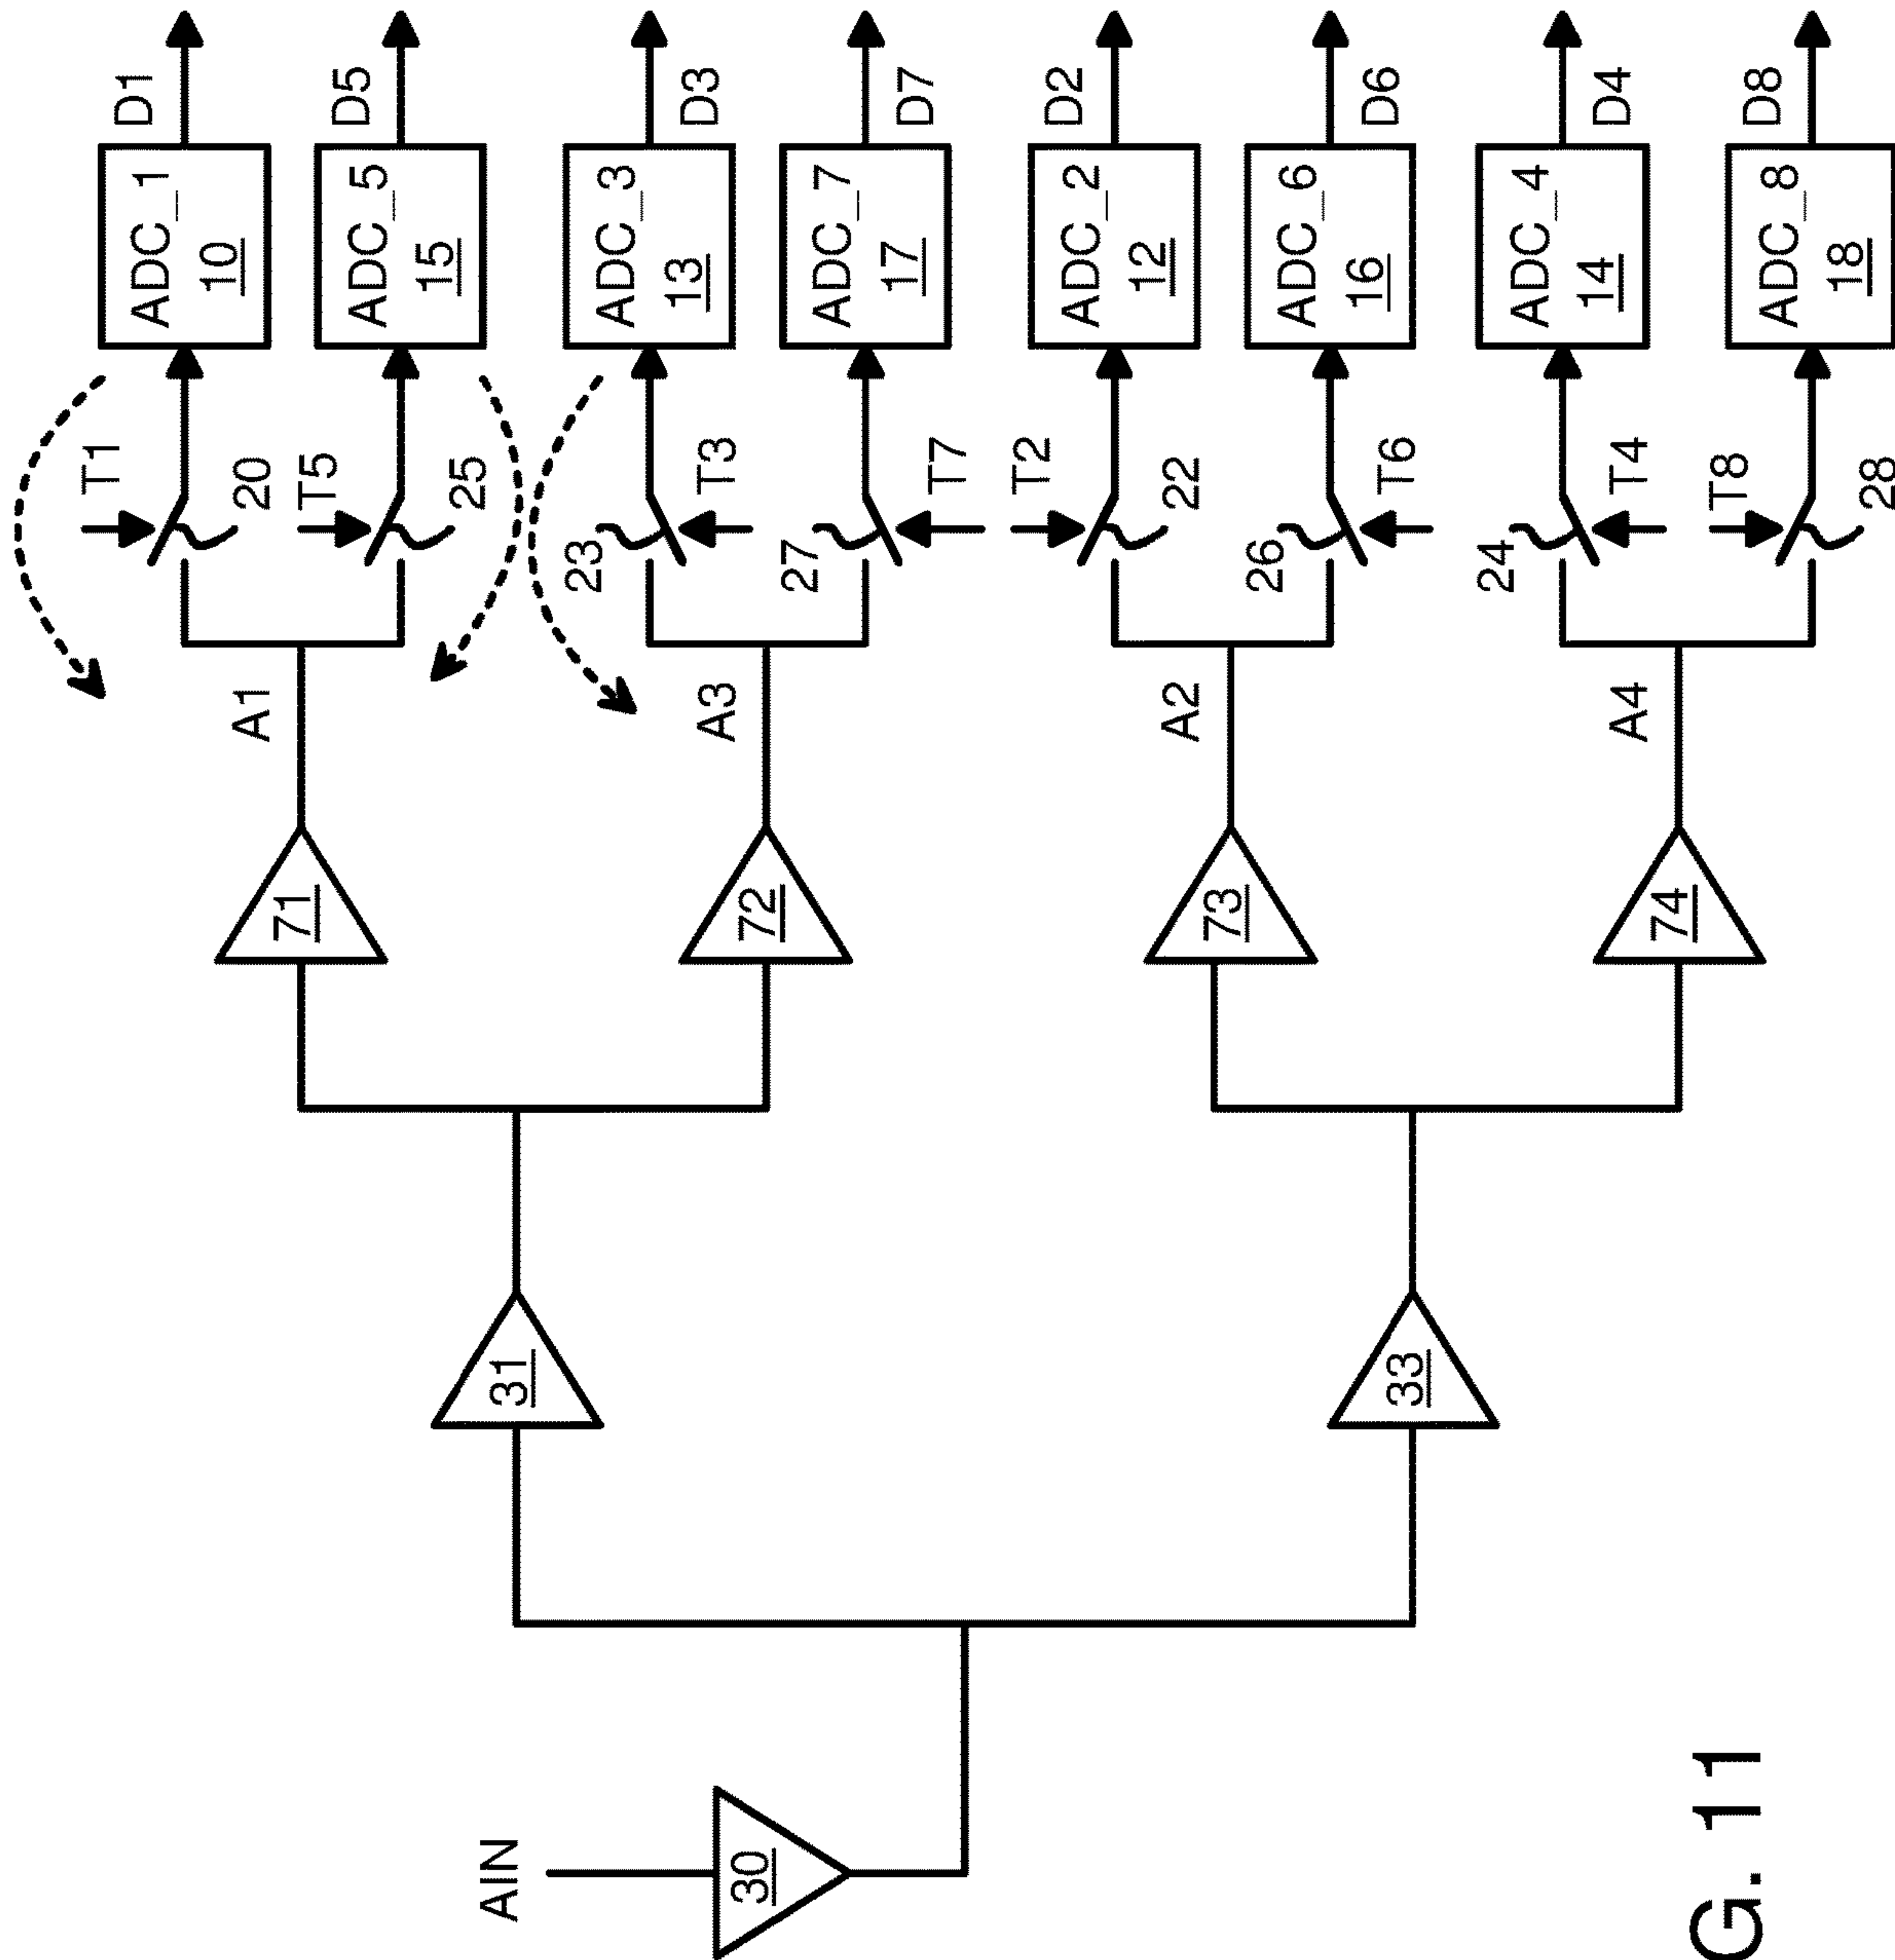 D1
ADC_1
10
T1
20
D5
ADC_5
15
T5
25
A1
71
D3
ADC_3
13
T3
23
D7
ADC_7
17
T7
27
A3
72
31
D2
ADC_2
12
T2
22
D6
ADC_6
16
T6
26
A2
73
D4
ADC_4
14
T4
24
D8
ADC_8
18
T8
28
A4
74
33
AIN
30
G. 11